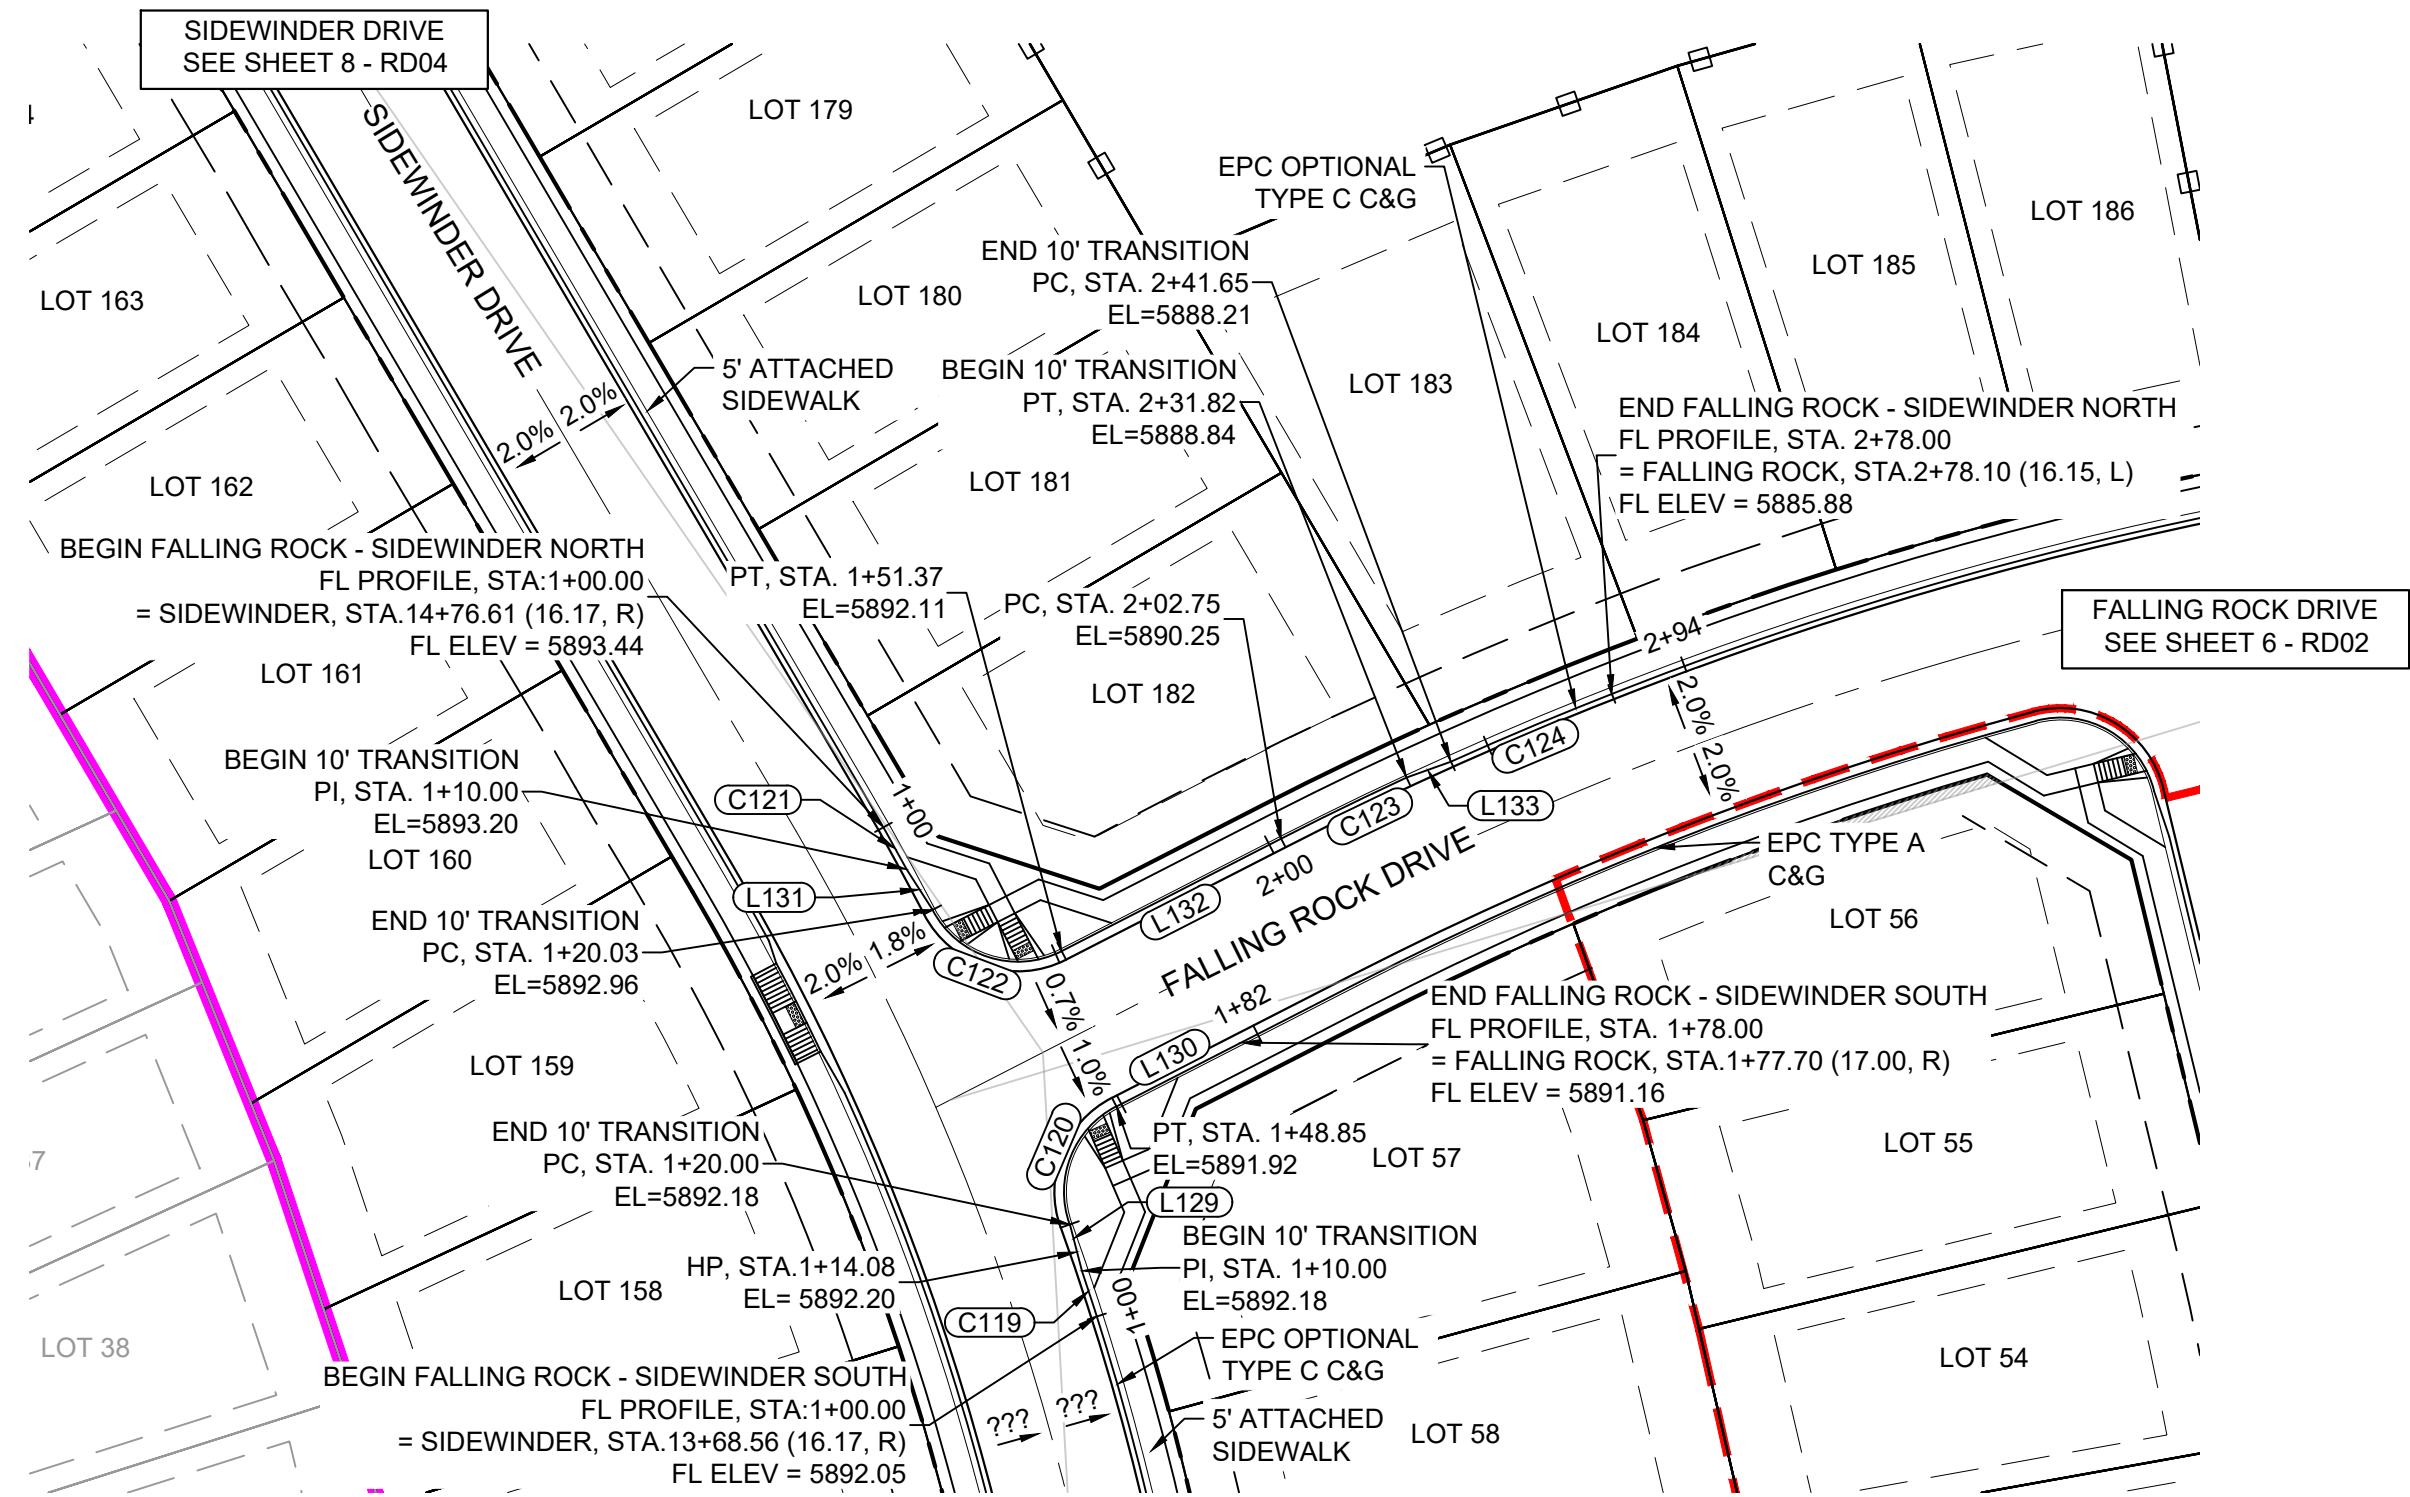 SIDEWINDER DRIVE
SEE SHEET 8 - RD04
SIDEWINDER DRIVE
LOT 179
EPC OPTIONAL
TYPE C C&G
LOT 186
LOT 163
LOT 180
END 10' TRANSITION
PC, STA. 2+41.65
EL=5888.21
LOT 185
LOT 184
5' ATTACHED
SIDEWALK
BEGIN 10' TRANSITION
PT, STA. 2+31.82
EL=5888.84
LOT 183
2.0% 2.0%
END FALLING ROCK - SIDEWINDER NORTH
FL PROFILE, STA. 2+78.00
= FALLING ROCK, STA.2+78.10 (16.15, L)
FL ELEV = 5885.88
LOT 162
LOT 181
BEGIN FALLING ROCK - SIDEWINDER NORTH
FL PROFILE, STA:1+00.00
= SIDEWINDER, STA.14+76.61 (16.17, R)
FL ELEV = 5893.44
PT, STA. 1+51.37
EL=5892.11
PC, STA. 2+02.75
EL=5890.25
2+94
FALLING ROCK DRIVE
SEE SHEET 6 - RD02
LOT 161
LOT 182
2.0% 2.0%
BEGIN 10' TRANSITION
PI, STA. 1+10.00
EL=5893.20
C121
1+00
C124
C123
L133
LOT 160
EPC TYPE A
C&G
L131
L132
2+00
FALLING ROCK DRIVE
LOT 56
END 10' TRANSITION
PC, STA. 1+20.03
EL=5892.96
2.0% 1.8%
C122
0.7% 1.0%
1+82
END FALLING ROCK - SIDEWINDER SOUTH
FL PROFILE, STA. 1+78.00
= FALLING ROCK, STA.1+77.70 (17.00, R)
FL ELEV = 5891.16
LOT 159
L130
END 10' TRANSITION
PC, STA. 1+20.00
EL=5892.18
C120
PT, STA. 1+48.85
EL=5891.92
LOT 57
LOT 55
L129
HP, STA.1+14.08
EL= 5892.20
BEGIN 10' TRANSITION
PI, STA. 1+10.00
EL=5892.18
LOT 158
C119
1+00
LOT 38
EPC OPTIONAL
TYPE C C&G
LOT 54
BEGIN FALLING ROCK - SIDEWINDER SOUTH
FL PROFILE, STA:1+00.00
= SIDEWINDER, STA.13+68.56 (16.17, R)
FL ELEV = 5892.05
??? ???
5' ATTACHED
SIDEWALK
LOT 58